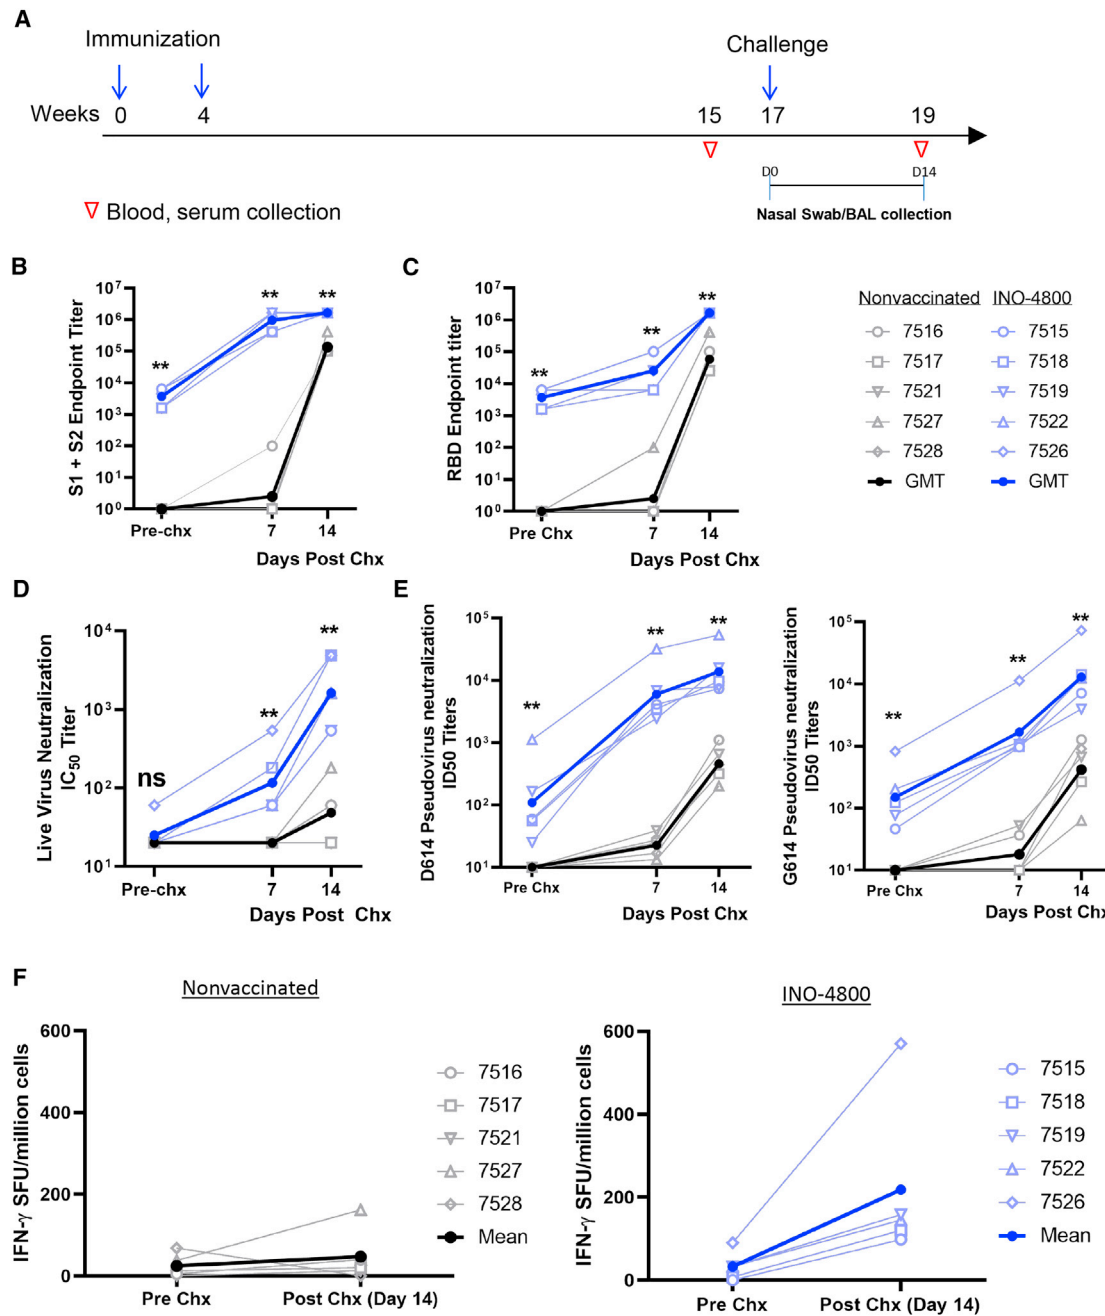 A
Immunization
Challenge
Weeks 0 4 15 17 19
D0 D14
Blood, serum collection
Nasal Swab/BAL collection
B
S1 + S2 Endpoint Titer
10^7
10^6
10^5
10^4
10^3
10^2
10^1
10^0
** ** **
Pre-chx 7 14
Days Post Chx
C
RBD Endpoint titer
10^7
10^6
10^5
10^4
10^3
10^2
10^1
10^0
** ** **
Pre Chx 7 14
Days Post Chx
Nonvaccinated INO-4800
7516 7515
7517 7518
7521 7519
7527 7522
7528 7526
GMT GMT
D
Live Virus Neutralization
IC50 Titer
10^4
10^3
10^2
10^1
ns ** **
Pre-chx 7 14
Days Post Chx
E
D614 Pseudovirus neutralization
ID50 Titers
10^5
10^4
10^3
10^2
10^1
** ** **
Pre Chx 7 14
Days Post Chx
G614 Pseudovirus neutralization
ID50 Titers
10^5
10^4
10^3
10^2
10^1
** ** **
Pre Chx 7 14
Days Post Chx
F
Nonvaccinated
IFN-γ SFU/million cells
600
400
200
0
Pre Chx Post Chx (Day 14)
7516
7517
7521
7527
7528
Mean
INO-4800
IFN-γ SFU/million cells
600
400
200
0
Pre Chx Post Chx (Day 14)
7515
7518
7519
7522
7526
Mean